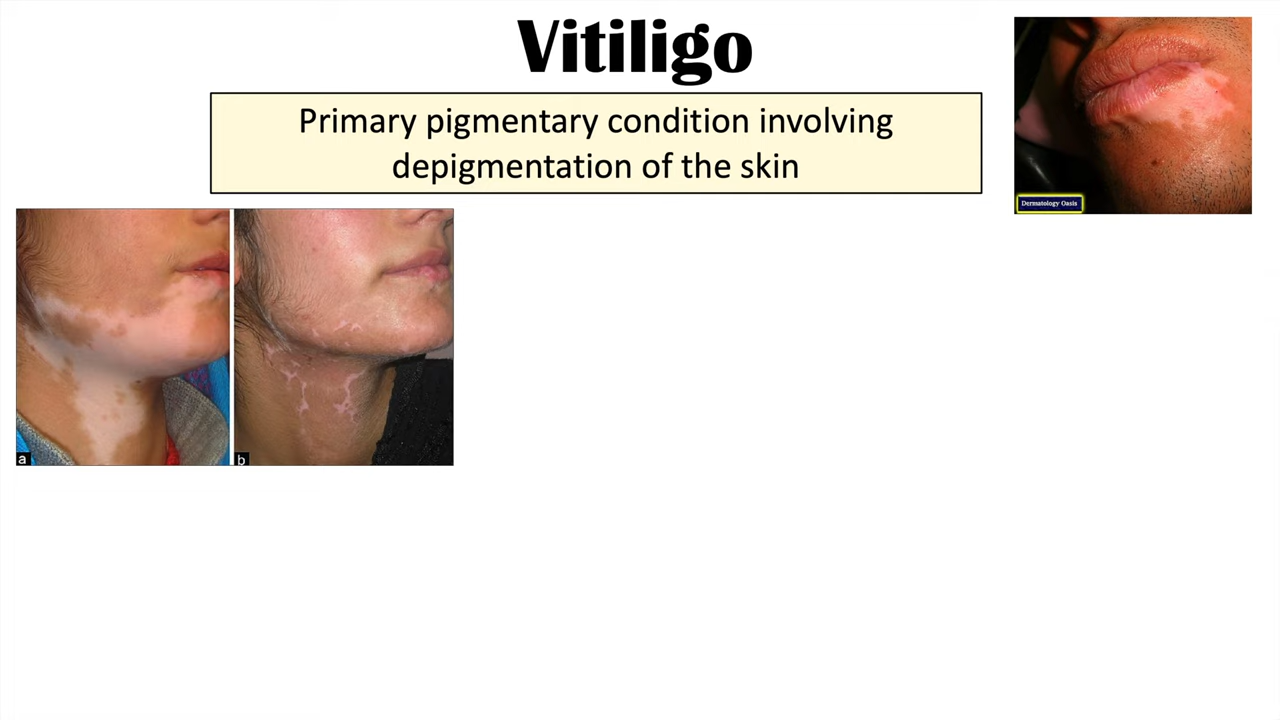 Vitiligo
Primary pigmentary condition involving
depigmentation of the skin
Dermatology Oasis
a
b